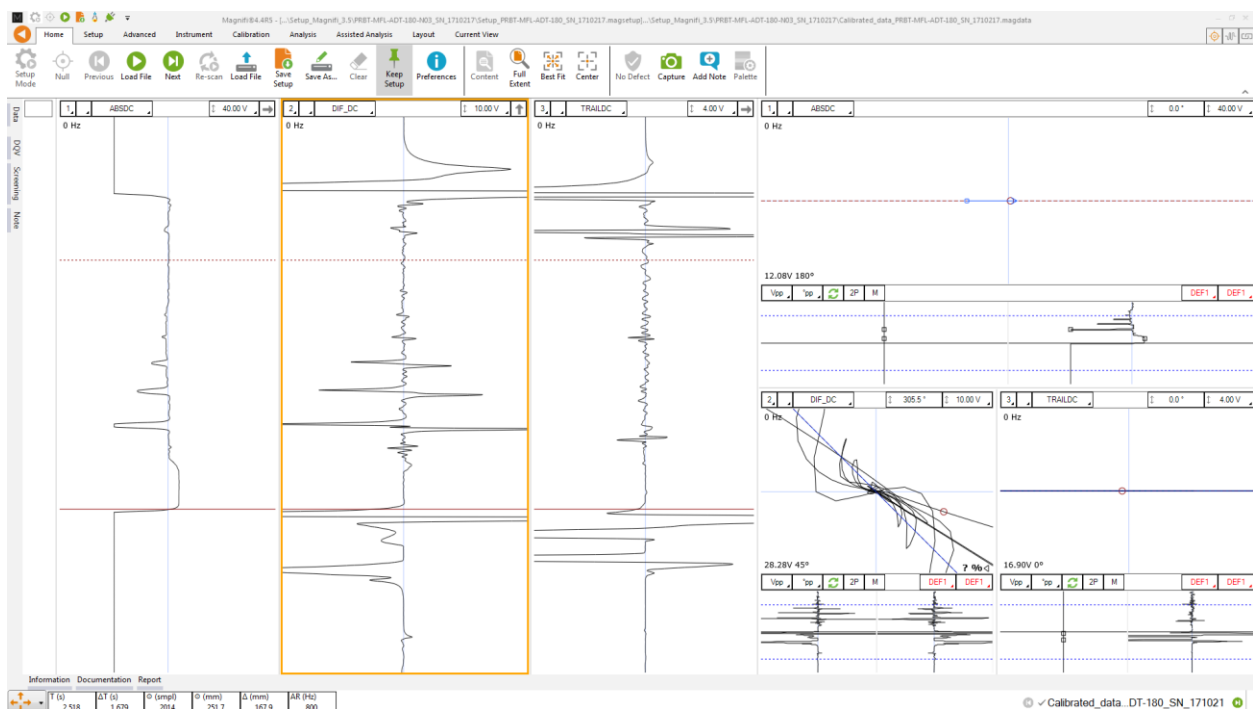 Magnifi B4.4R5 - [...\Setup_Magnifi_3.5\PRBT-MFL-ADT-180-N03_SN_1710217\Setup_PRBT-MFL-ADT-180_SN_1710217.magsetup]...\Setup_Magnifi_3.5\PRBT-MFL-ADT-180-N03_SN_1710217\Calibrated_data_PRBT-MFL-ADT-180_SN_1710217.magdata
Home Setup Advanced Instrument Calibration Analysis Assisted Analysis Layout Current View
Setup Mode Null Previous Load File Next Re-scan Load File Save Setup Save As... Clear Keep Setup Preferences Content Full Extent Best Fit Center No Defect Capture Add Note Palette
Data
DQV
Screening
Note
1 ABSDC 40.00 V
0 Hz
2 DIF_DC 10.00 V
0 Hz
3 TRAILDC 4.00 V
0 Hz
1 ABSDC 0.0 ° 40.00 V
0 Hz
12.08V 180°
Vpp °pp 2P M DEF1 DEF1
2 DIF_DC 305.5 ° 10.00 V
0 Hz
28.28V 45°
? %
Vpp °pp 2P M DEF1 DEF1
3 TRAILDC 0.0 ° 4.00 V
0 Hz
16.90V 0°
Vpp °pp 2P M DEF1 DEF1
Information Documentation Report
T (s) ΔT (s) (smpl) (mm) Δ (mm) AR (Hz)
2.518 1.679 2014 251.7 167.9 800
Calibrated_data...DT-180_SN_171021